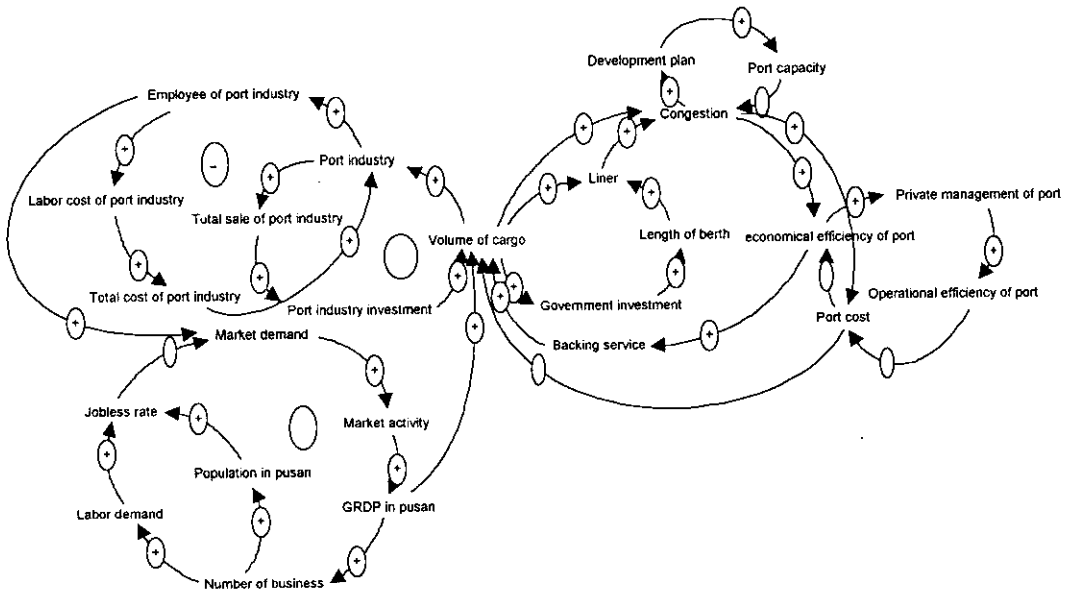 Development plan
Port capacity
Employee of port industry
Congestion
Port industry
Liner
Labor cost of port industry
Private management of port
Total sale of port industry
Volume of cargo
Length of berth
economical efficiency of port
Total cost of port industry
Port industry investment
Government investment
Operational efficiency of port
Port cost
Market demand
Backing service
Jobless rate
Market activity
Population in pusan
GRDP in pusan
Labor demand
Number of business